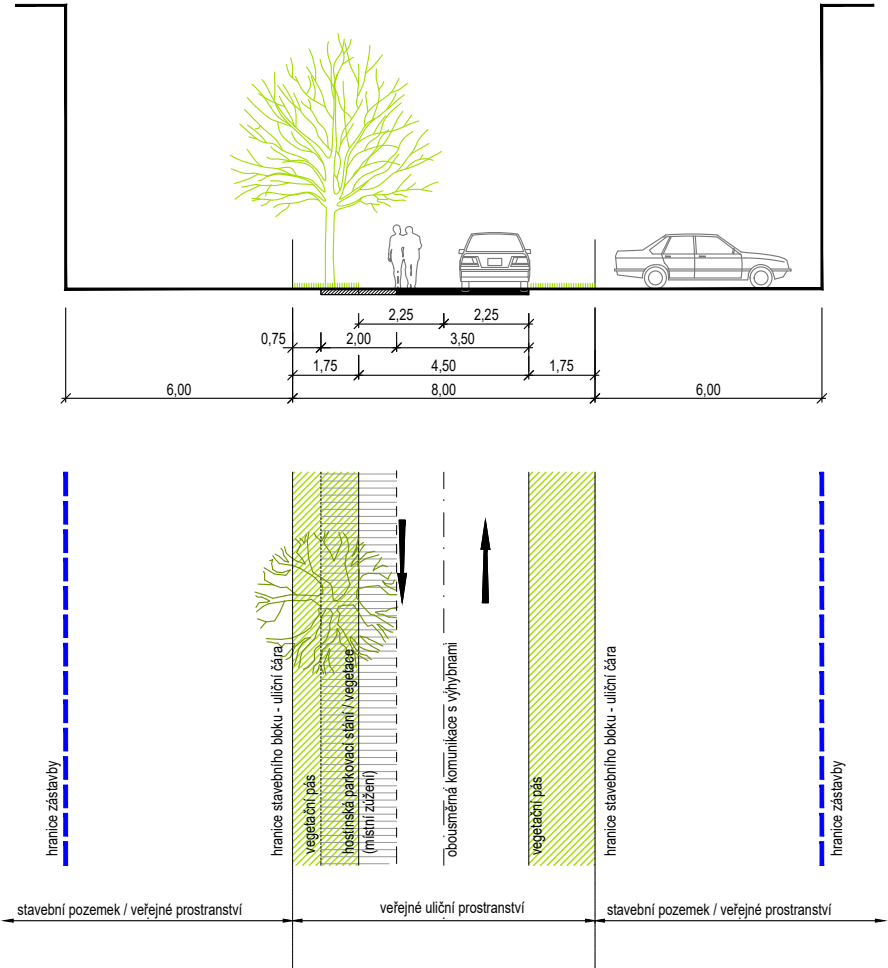 2,25
2,25
0,75
2,00
3,50
1,75
4,50
1,75
6,00
8,00
6,00
hranice zástavby
hranice stavebního bloku - uliční čára
vegetační pás
hostinská parkovací stání / vegetace
(místní zúžení)
obousměrná komunikace s výhybnami
vegetační pás
hranice stavebního bloku - uliční čára
hranice zástavby
stavební pozemek / veřejné prostranství
veřejné uliční prostranství
stavební pozemek / veřejné prostranství